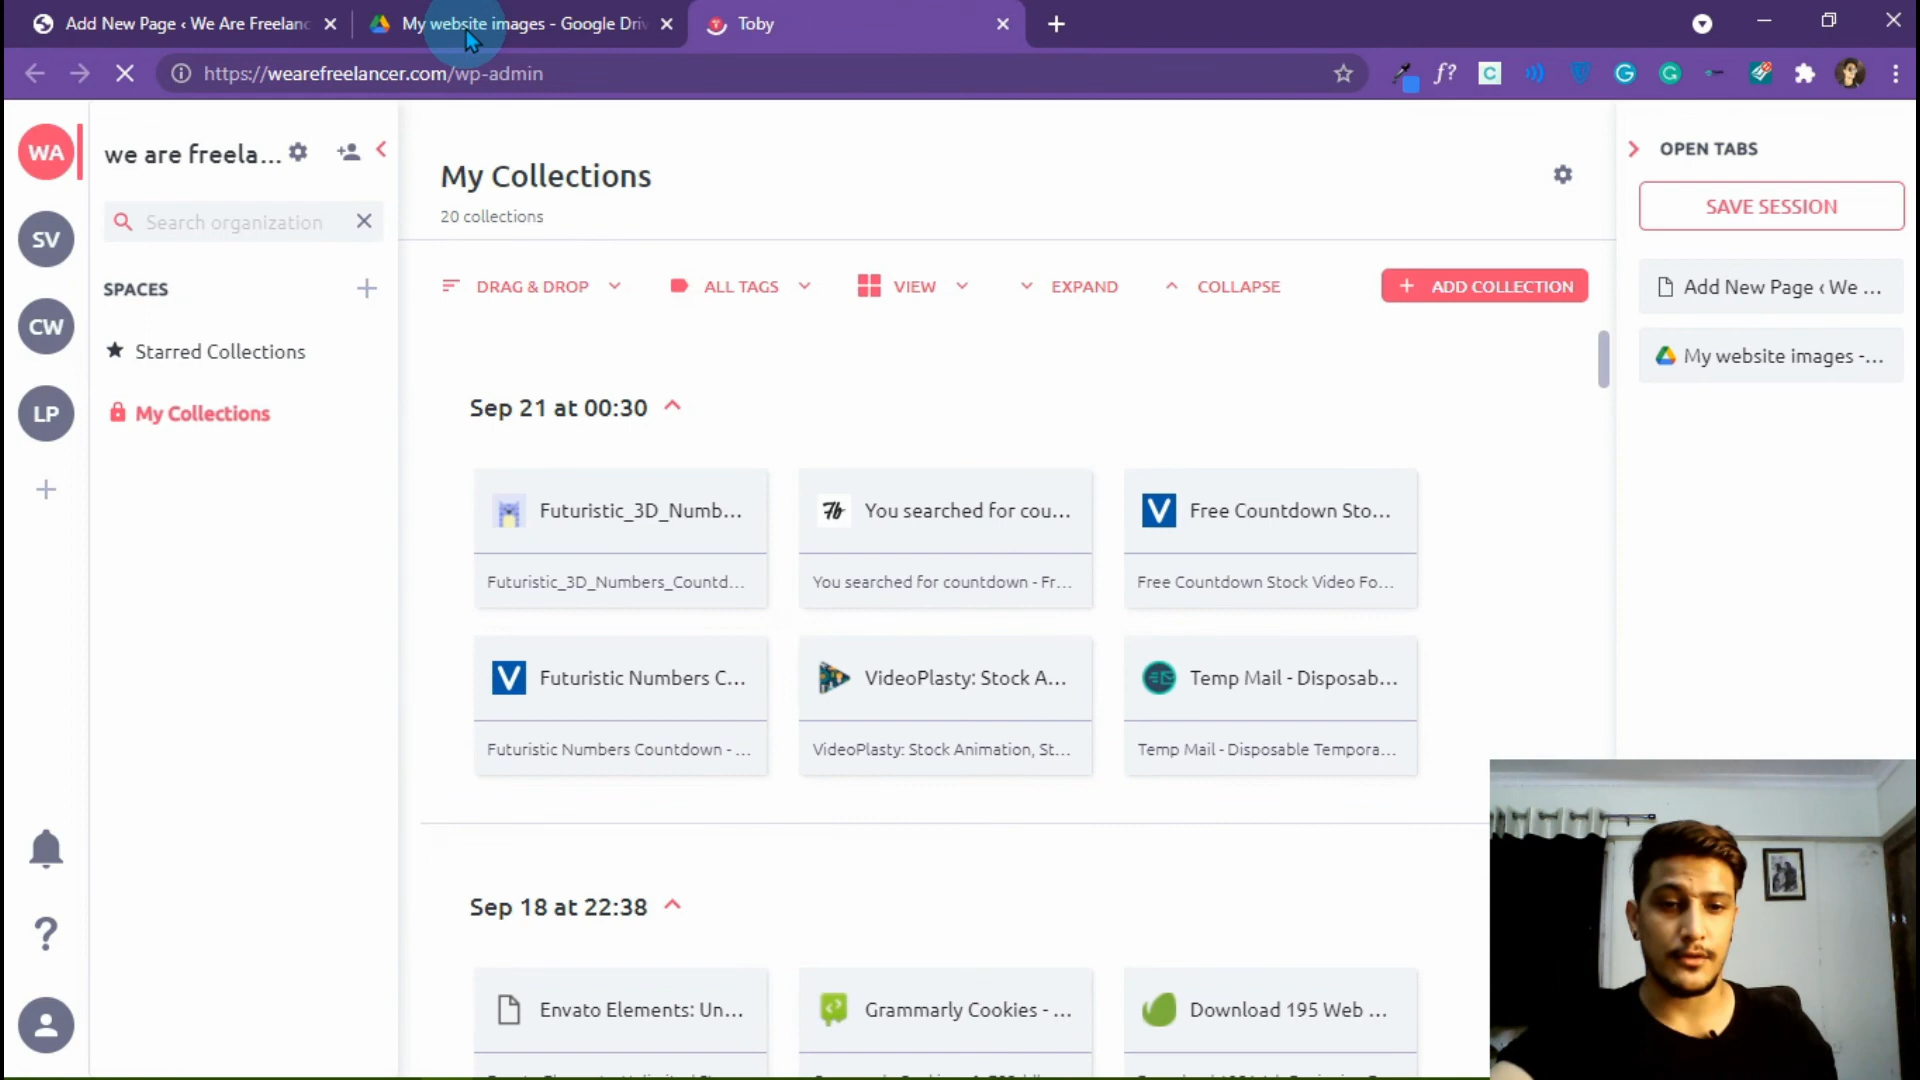 Add New Page ‹ We Are Freelanc
My website images - Google Driv
Toby
https://wearefreelancer.com/wp-admin
WA
SV
CW
LP
we are freela...
Search organization
SPACES
Starred Collections
My Collections
My Collections
20 collections
DRAG & DROP
ALL TAGS
VIEW
EXPAND
COLLAPSE
ADD COLLECTION
Sep 21 at 00:30
Futuristic_3D_Numb...
You searched for cou...
Free Countdown Sto...
Futuristic_3D_Numbers_Countd...
You searched for countdown - Fr...
Free Countdown Stock Video Fo...
Futuristic Numbers C...
VideoPlasty: Stock A...
Temp Mail - Disposab...
Futuristic Numbers Countdown - ...
VideoPlasty: Stock Animation, St...
Temp Mail - Disposable Tempora...
Sep 18 at 22:38
Envato Elements: Un...
Grammarly Cookies - ...
Download 195 Web ...
OPEN TABS
SAVE SESSION
Add New Page ‹ We ...
My website images -...